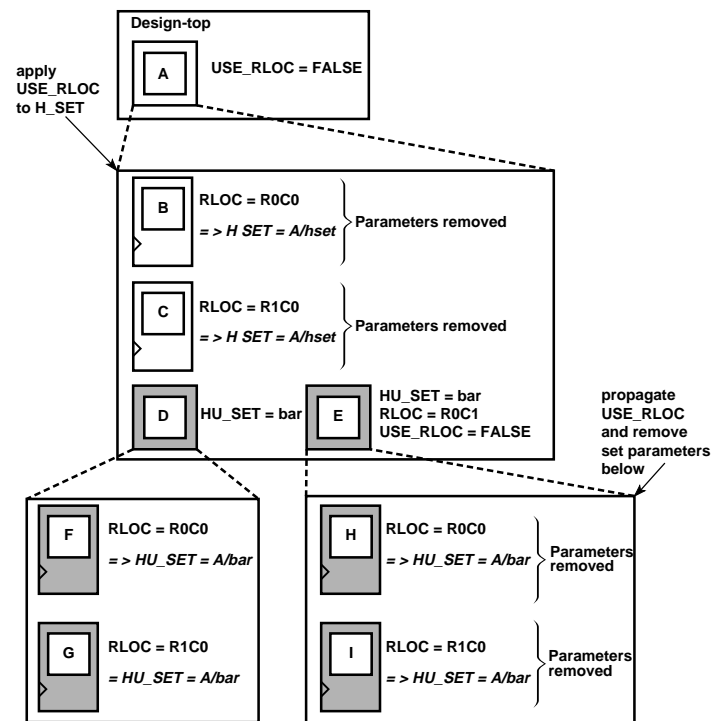 Design-top
A
USE_RLOC = FALSE
apply
USE_RLOC
to H_SET
B
RLOC = R0C0
= > H SET = A/hset
Parameters removed
C
RLOC = R1C0
= > H SET = A/hset
Parameters removed
D
HU_SET = bar
E
HU_SET = bar
RLOC = R0C1
USE_RLOC = FALSE
propagate
USE_RLOC
and remove
set parameters
below
F
RLOC = R0C0
= > HU_SET = A/bar
G
RLOC = R1C0
= HU_SET = A/bar
H
RLOC = R0C0
= > HU_SET = A/bar
Parameters
removed
I
RLOC = R1C0
= > HU_SET = A/bar
Parameters
removed